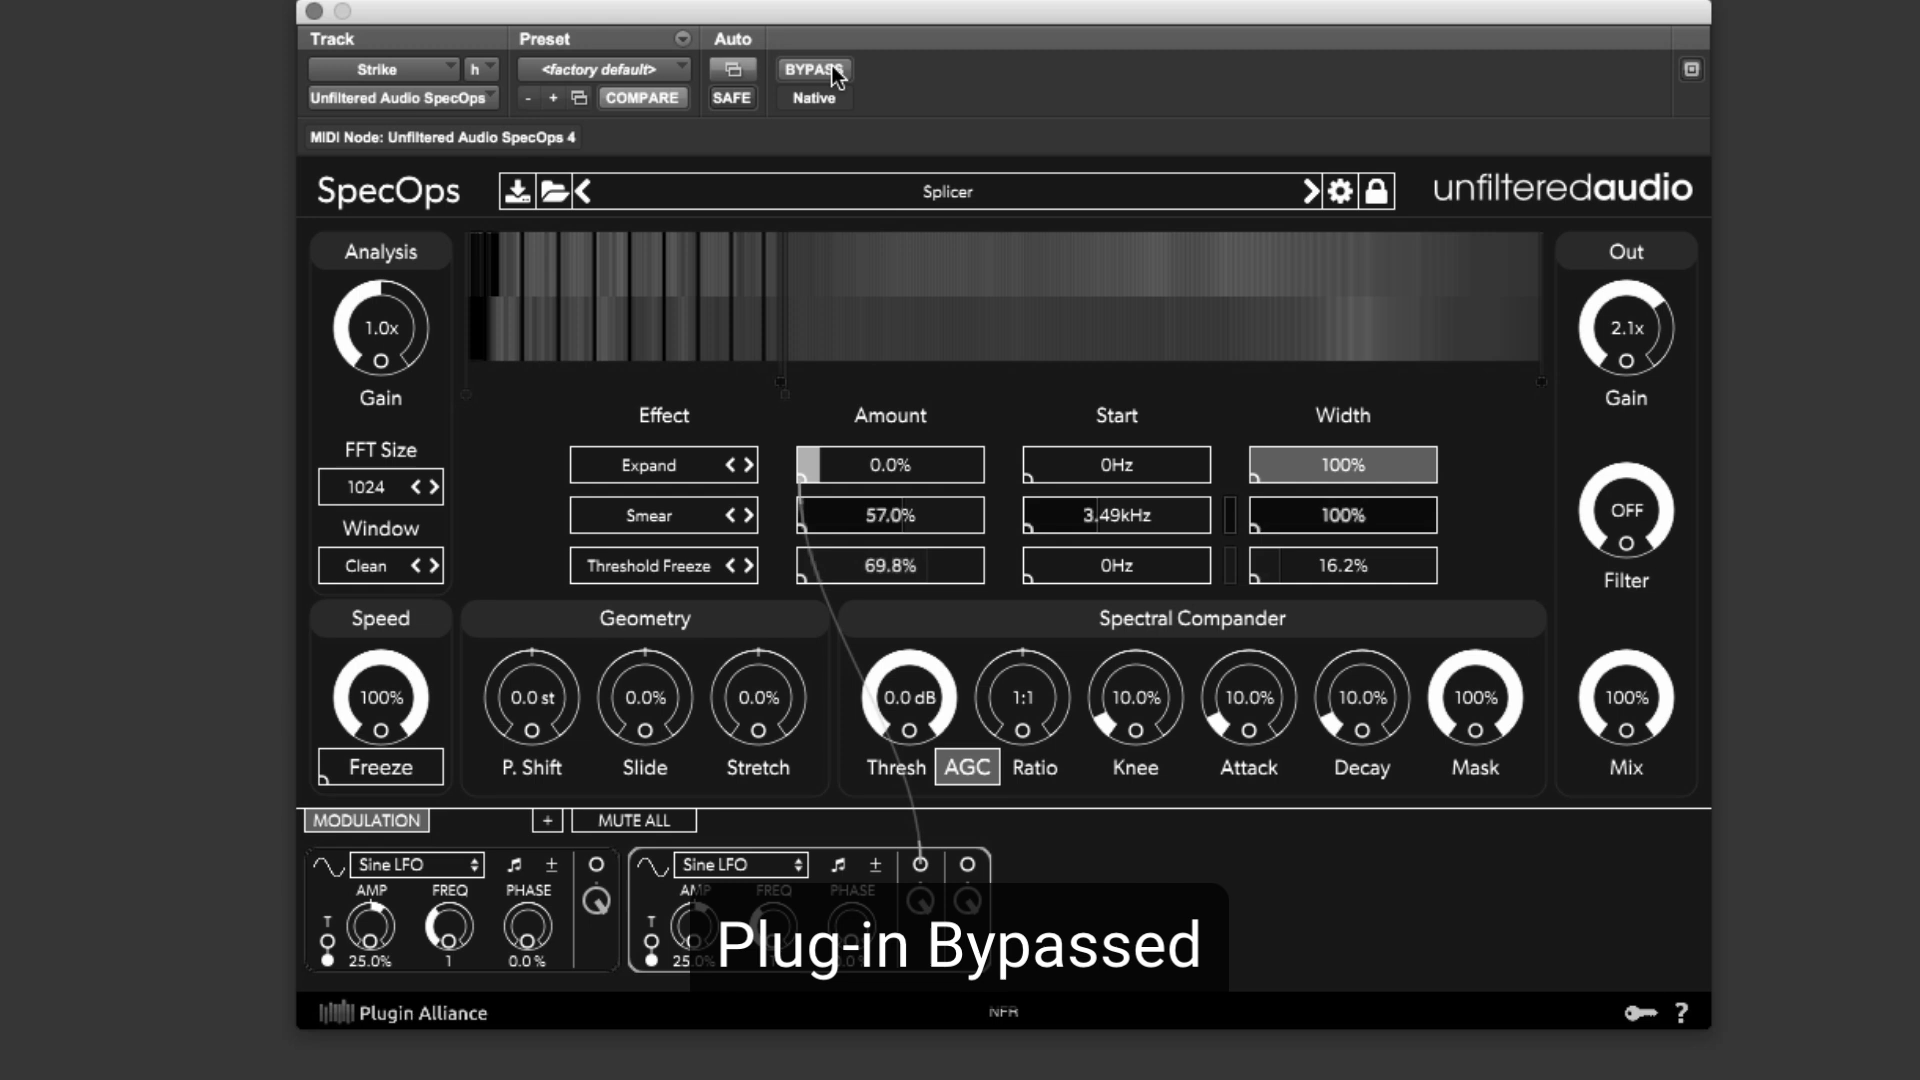 Track
Preset
Auto
Strike
h
<factory default>
BYPASS
Unfiltered Audio SpecOps
- +
COMPARE
SAFE
Native
MIDI Node: Unfiltered Audio SpecOps 4
SpecOps
Splicer
unfilteredaudio
Analysis
Out
1.0x
2.1x
Gain
Gain
Effect
Amount
Start
Width
FFT Size
Expand
0.0%
0Hz
100%
1024
Smear
57.0%
3.49kHz
100%
OFF
Window
Clean
Threshold Freeze
69.8%
0Hz
16.2%
Filter
Speed
Geometry
Spectral Compander
100%
0.0 st
0.0%
0.0%
0.0 dB
1:1
10.0%
10.0%
10.0%
100%
100%
Freeze
P. Shift
Slide
Stretch
Thresh
AGC
Ratio
Knee
Attack
Decay
Mask
Mix
MODULATION
+
MUTE ALL
Sine LFO
±
Sine LFO
±
AMP
FREQ
PHASE
AMP
FREQ
PHASE
T
T
25.0%
1
0.0 %
Plug-in Bypassed
Plugin Alliance
NFR
?